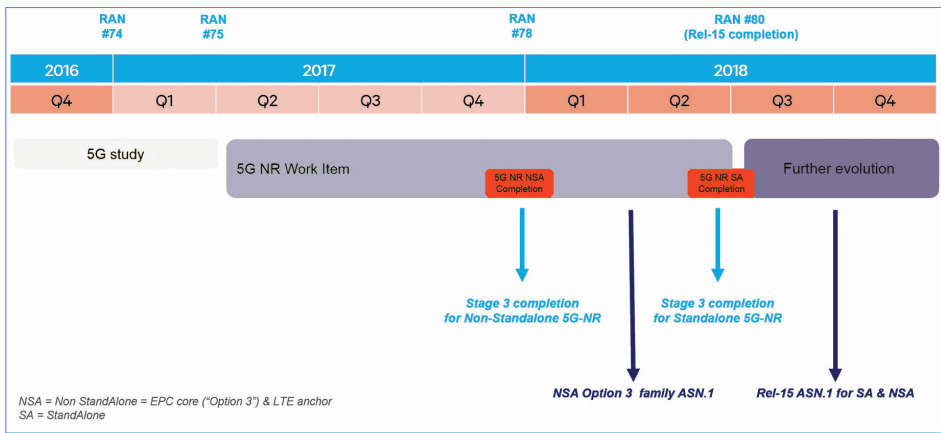 RAN
#74
RAN
#75
RAN
#78
RAN #80
(Rel-15 completion)
2016
2017
2018
Q4
Q1
Q2
Q3
Q4
Q1
Q2
Q3
Q4
5G study
5G NR Work Item
Further evolution
5G NR NSA
Completion
5G NR SA
Completion
Stage 3 completion
for Non-Standalone 5G-NR
Stage 3 completion
for Standalone 5G-NR
NSA Option 3 family ASN.1
Rel-15 ASN.1 for SA & NSA
NSA = Non StandAlone = EPC core (“Option 3”) & LTE anchor
SA = StandAlone